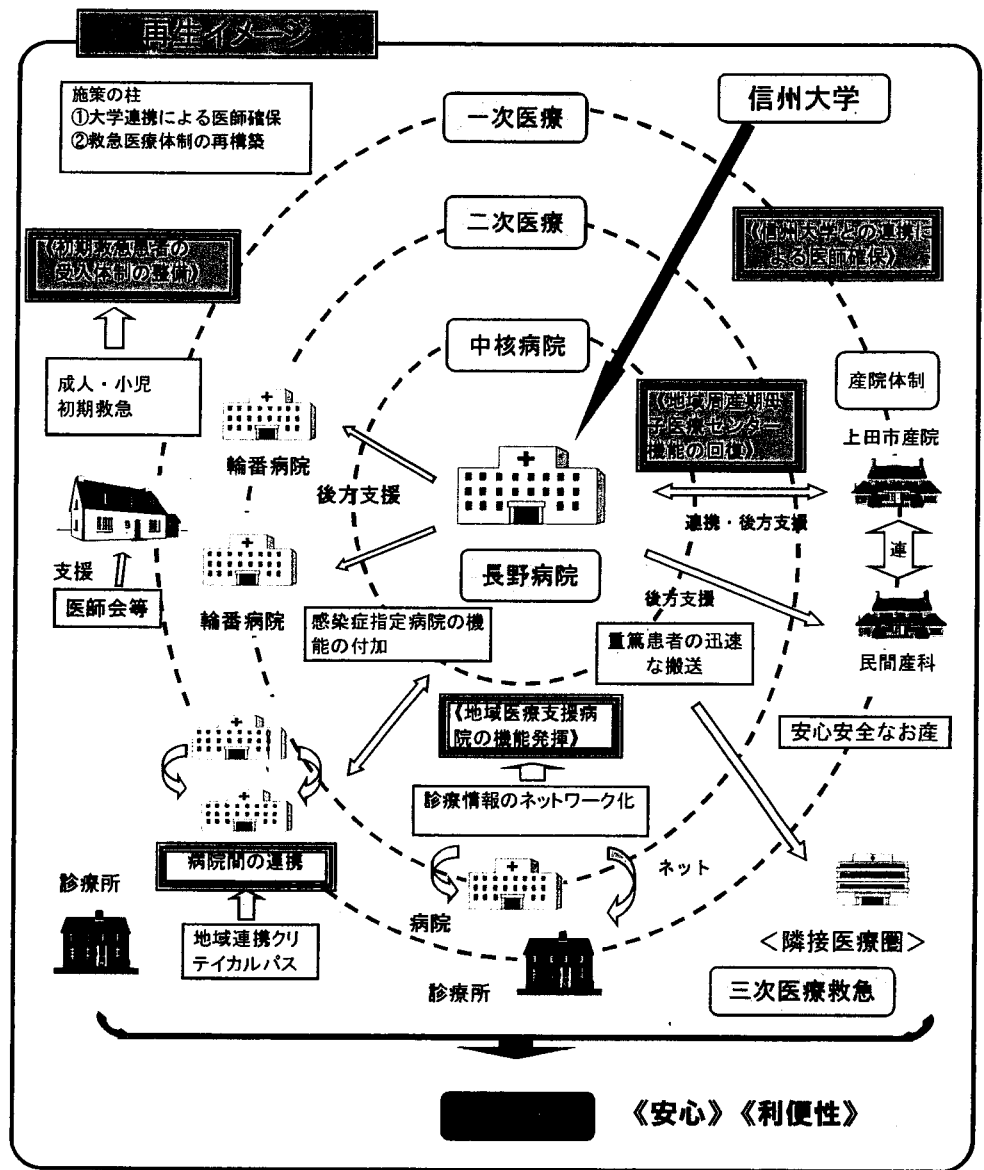 再生イメージ
施策の柱
①大学連携による医師確保
②救急医療体制の再構築
信州大学
一次医療
二次医療
中核病院
《初期救急患者の
受入体制の整備》
《信州大学との連携に
よる医師確保》
成人・小児
初期救急
産院体制
《地域周産期母
子医療センター
機能の回復》
上田市産院
輪番病院
後方支援
連携・後方支援
連
長野病院
支援
医師会等
輪番病院
後方支援
感染症指定病院の機
能の付加
重篤患者の迅速
な搬送
民間産科
《地域医療支援病
院の機能発揮》
安心安全なお産
診療情報のネットワーク化
病院間の連携
ネット
診療所
病院
地域連携クリ
テイカルパス
＜隣接医療圏＞
診療所
三次医療救急
《安心》《利便性》